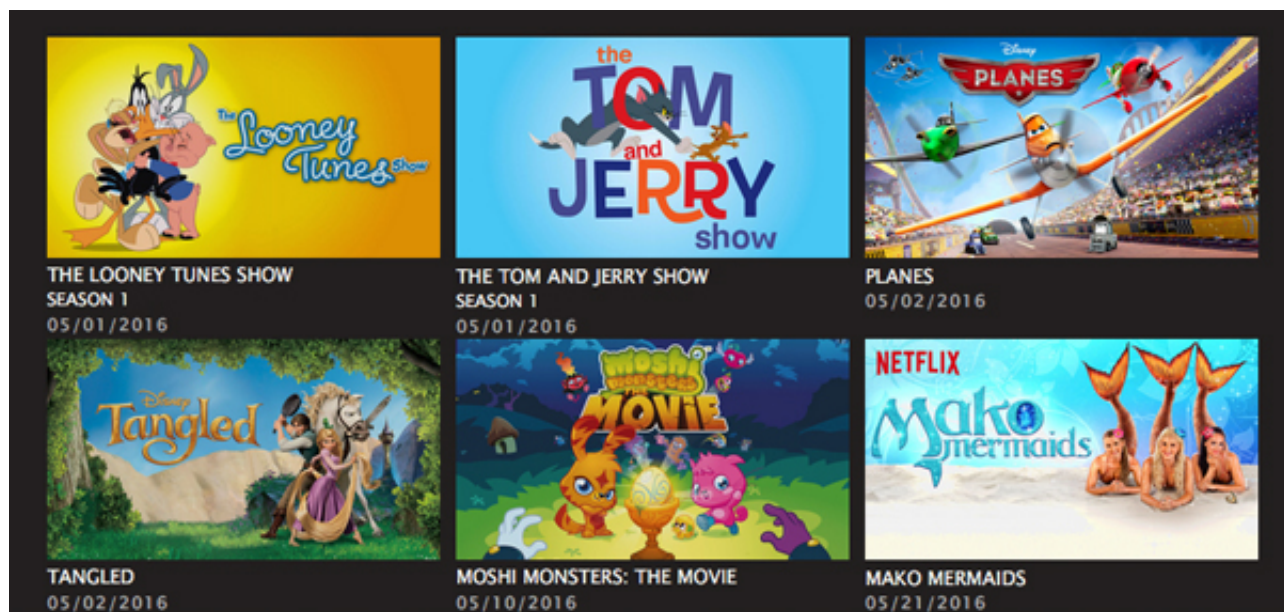 The Looney Tunes Show
the TOM and JERRY show
Disney
PLANES
THE LOONEY TUNES SHOW
SEASON 1
05/01/2016
THE TOM AND JERRY SHOW
SEASON 1
05/01/2016
PLANES
05/02/2016
Disney
Tangled
moshi monsters MOVIE
NETFLIX
Mako mermaids
TANGLED
05/02/2016
MOSHI MONSTERS: THE MOVIE
05/10/2016
MAKO MERMAIDS
05/21/2016